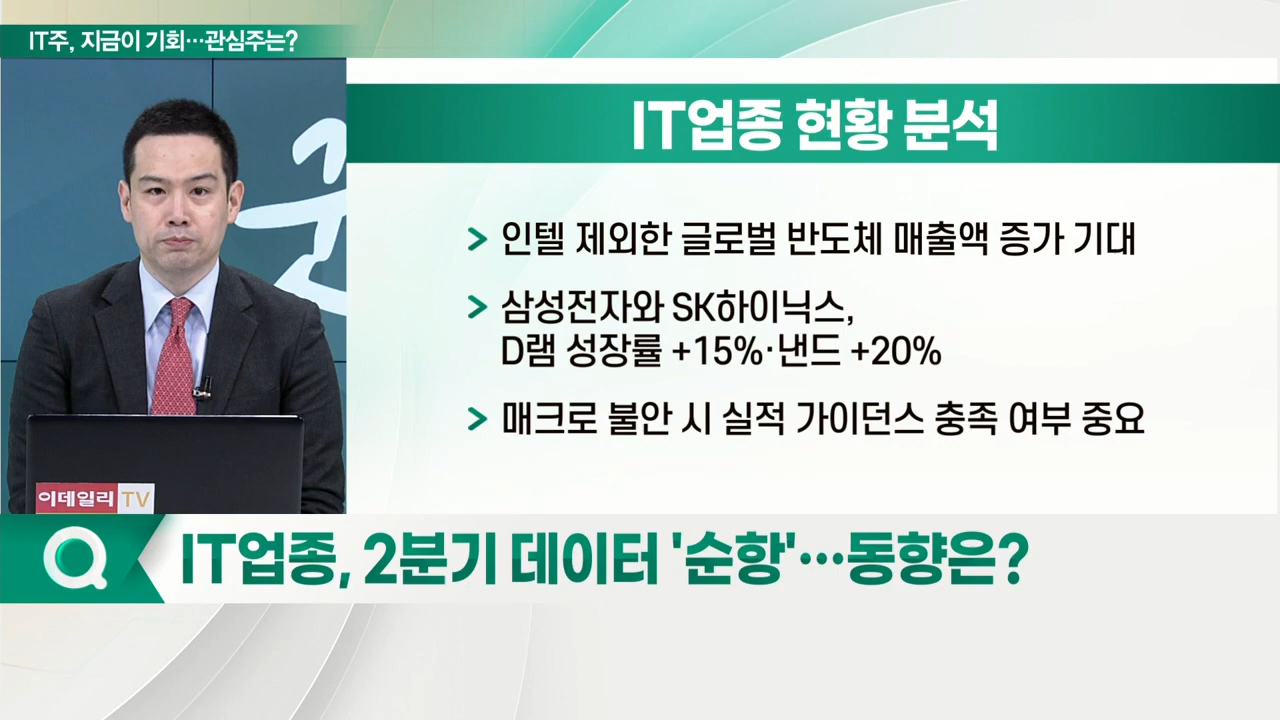 IT주, 지금이 기회…관심주는?
IT업종 현황 분석
> 인텔 제외한 글로벌 반도체 매출액 증가 기대
> 삼성전자와 SK하이닉스,
D램 성장률 +15%·낸드 +20%
> 매크로 불안 시 실적 가이던스 충족 여부 중요
이데일리 TV
Q IT업종, 2분기 데이터 '순항'…동향은?